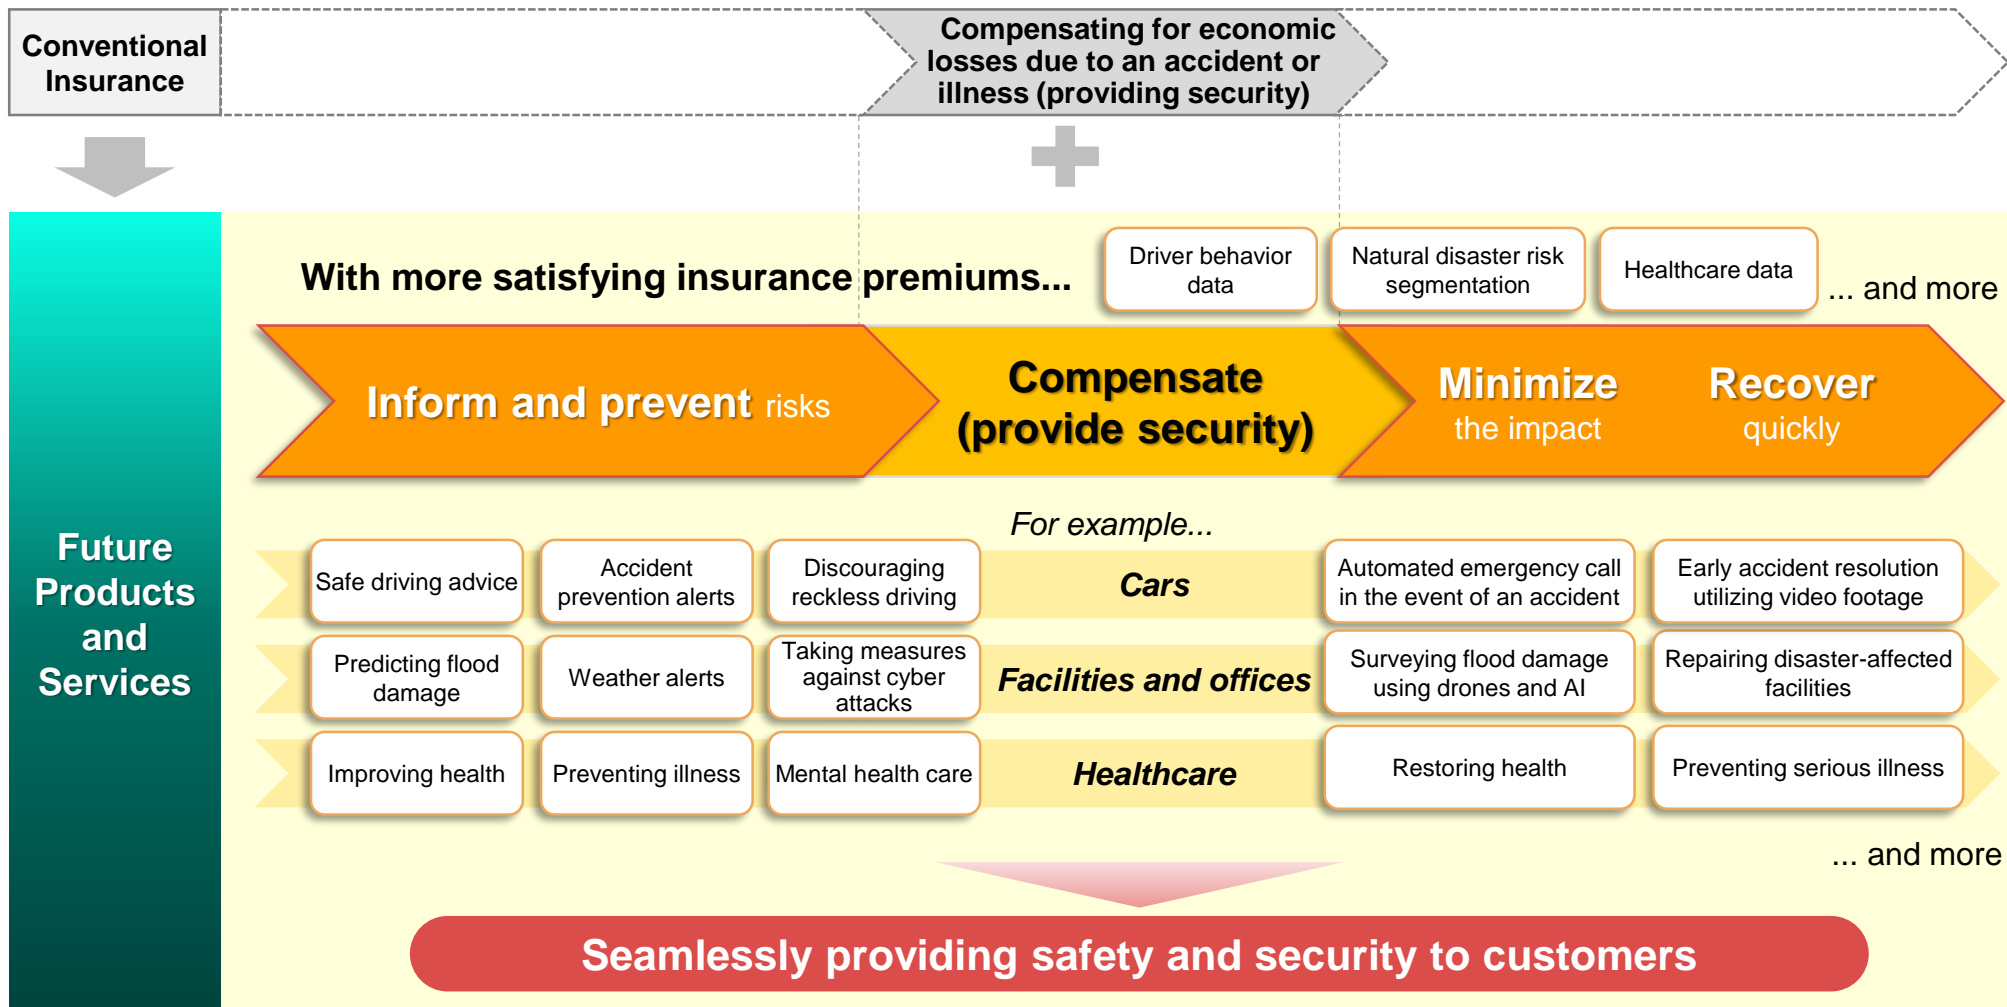 Conventional
Insurance
Compensating for economic
losses due to an accident or
illness (providing security)
With more satisfying insurance premiums...
Driver behavior
data
Natural disaster risk
segmentation
Healthcare data
... and more
Inform and prevent risks
Compensate
(provide security)
Minimize
the impact
Recover
quickly
Future
Products
and
Services
For example...
Safe driving advice
Accident
prevention alerts
Discouraging
reckless driving
Cars
Automated emergency call
in the event of an accident
Early accident resolution
utilizing video footage
Predicting flood
damage
Weather alerts
Taking measures
against cyber
attacks
Facilities and offices
Surveying flood damage
using drones and AI
Repairing disaster-affected
facilities
Improving health
Preventing illness
Mental health care
Healthcare
Restoring health
Preventing serious illness
... and more
Seamlessly providing safety and security to customers